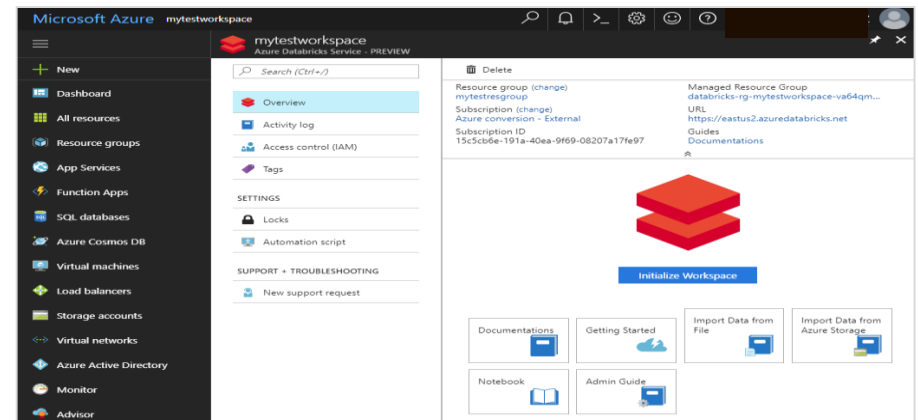 Microsoft Azure mytestworkspace
mytestworkspace
Azure Databricks Service - PREVIEW
New
Dashboard
All resources
Resource groups
App Services
Function Apps
SQL databases
Azure Cosmos DB
Virtual machines
Load balancers
Storage accounts
Virtual networks
Azure Active Directory
Monitor
Advisor
Search (Ctrl+/)
Overview
Activity log
Access control (IAM)
Tags
SETTINGS
Locks
Automation script
SUPPORT + TROUBLESHOOTING
New support request
Delete
Resource group (change)
mytestresgroup
Subscription (change)
Azure conversion - External
Subscription ID
15c5cb6e-191a-40ea-9f69-08207a17fe97
Managed Resource Group
databricks-rg-mytestworkspace-va64qm...
URL
https://eastus2.azuredatabricks.net
Guides
Documentations
Initialize Workspace
Documentations
Getting Started
Import Data from
File
Import Data from
Azure Storage
Notebook
Admin Guide